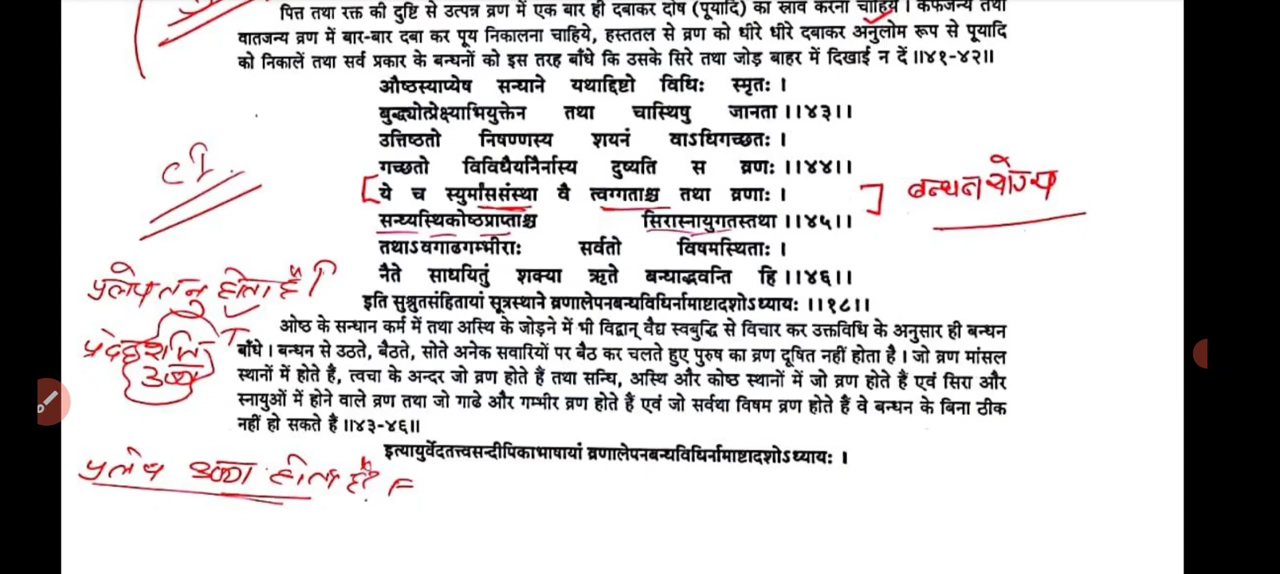 पित्त तथा रक्त की दुष्टि से उत्पन्न व्रण में एक बार ही दबाकर दोष (पूयादि) का स्राव करना चाहिये। कफजन्य तथा
वातजन्य व्रण में बार-बार दबा कर पूय निकालना चाहिये, हस्ततल से व्रण को धीरे धीरे दबाकर अनुलोम रूप से पूयादि
को निकालें तथा सर्व प्रकार के बन्धनों को इस तरह बाँधे कि उसके सिरे तथा जोड़ बाहर में दिखाई न दें॥४१-४२॥
औष्ठस्याप्येष सन्धाने यथोद्दिष्टो विधिः स्मृतः ।
बुद्ध्योत्प्रेक्ष्याभियुक्तेन तथा चास्थिषु जानता ॥४३॥
उत्तिष्ठतो निषण्णस्य शयनं वाऽधिगच्छतः ।
गच्छतो विविधैर्यानैर्नास्य दुष्यति स व्रणः ॥४४॥
[ये च स्युर्मांससंस्था वै त्वग्गताश्च तथा व्रणाः ।
] बन्धन योग्य
सन्ध्यस्थिकोष्ठप्राप्ताश्च सिरास्नायुगतस्तथा ॥४५॥
तथाऽवगाढगम्भीराः सर्वतो विषमस्थिताः ।
नैते साधयितुं शक्या ऋते बन्धाद्भवन्ति हि ॥४६॥
इति सुश्रुतसंहितायां सूत्रस्थाने व्रणालेपनबन्धविधिर्नामाष्टादशोऽध्यायः ॥१८॥
प्रलेप तनु होता है।
ओष्ठ के सन्धान कर्म में तथा अस्थि के जोड़ने में भी विद्वान् वैद्य स्वबुद्धि से विचार कर उक्तविधि के अनुसार ही बन्धन
बाँधे। बन्धन से उठते, बैठते, सोते अनेक सवारियों पर बैठ कर चलते हुए पुरुष का व्रण दूषित नहीं होता है। जो व्रण मांसल
स्थानों में होते हैं, त्वचा के अन्दर जो व्रण होते हैं तथा सन्धि, अस्थि और कोष्ठ स्थानों में जो व्रण होते हैं एवं सिरा और
स्नायुओं में होने वाले व्रण तथा जो गाढे और गम्भीर व्रण होते हैं एवं जो सर्वथा विषम व्रण होते हैं वे बन्धन के बिना ठीक
नहीं हो सकते हैं॥४३-४६॥
प्रदेह शीत
उष्ण
इत्यायुर्वेदतत्त्वसन्दीपिकाभाषायां व्रणालेपनबन्धविधिर्नामाष्टादशोऽध्यायः ।
प्रलेप ठण्डा होता है